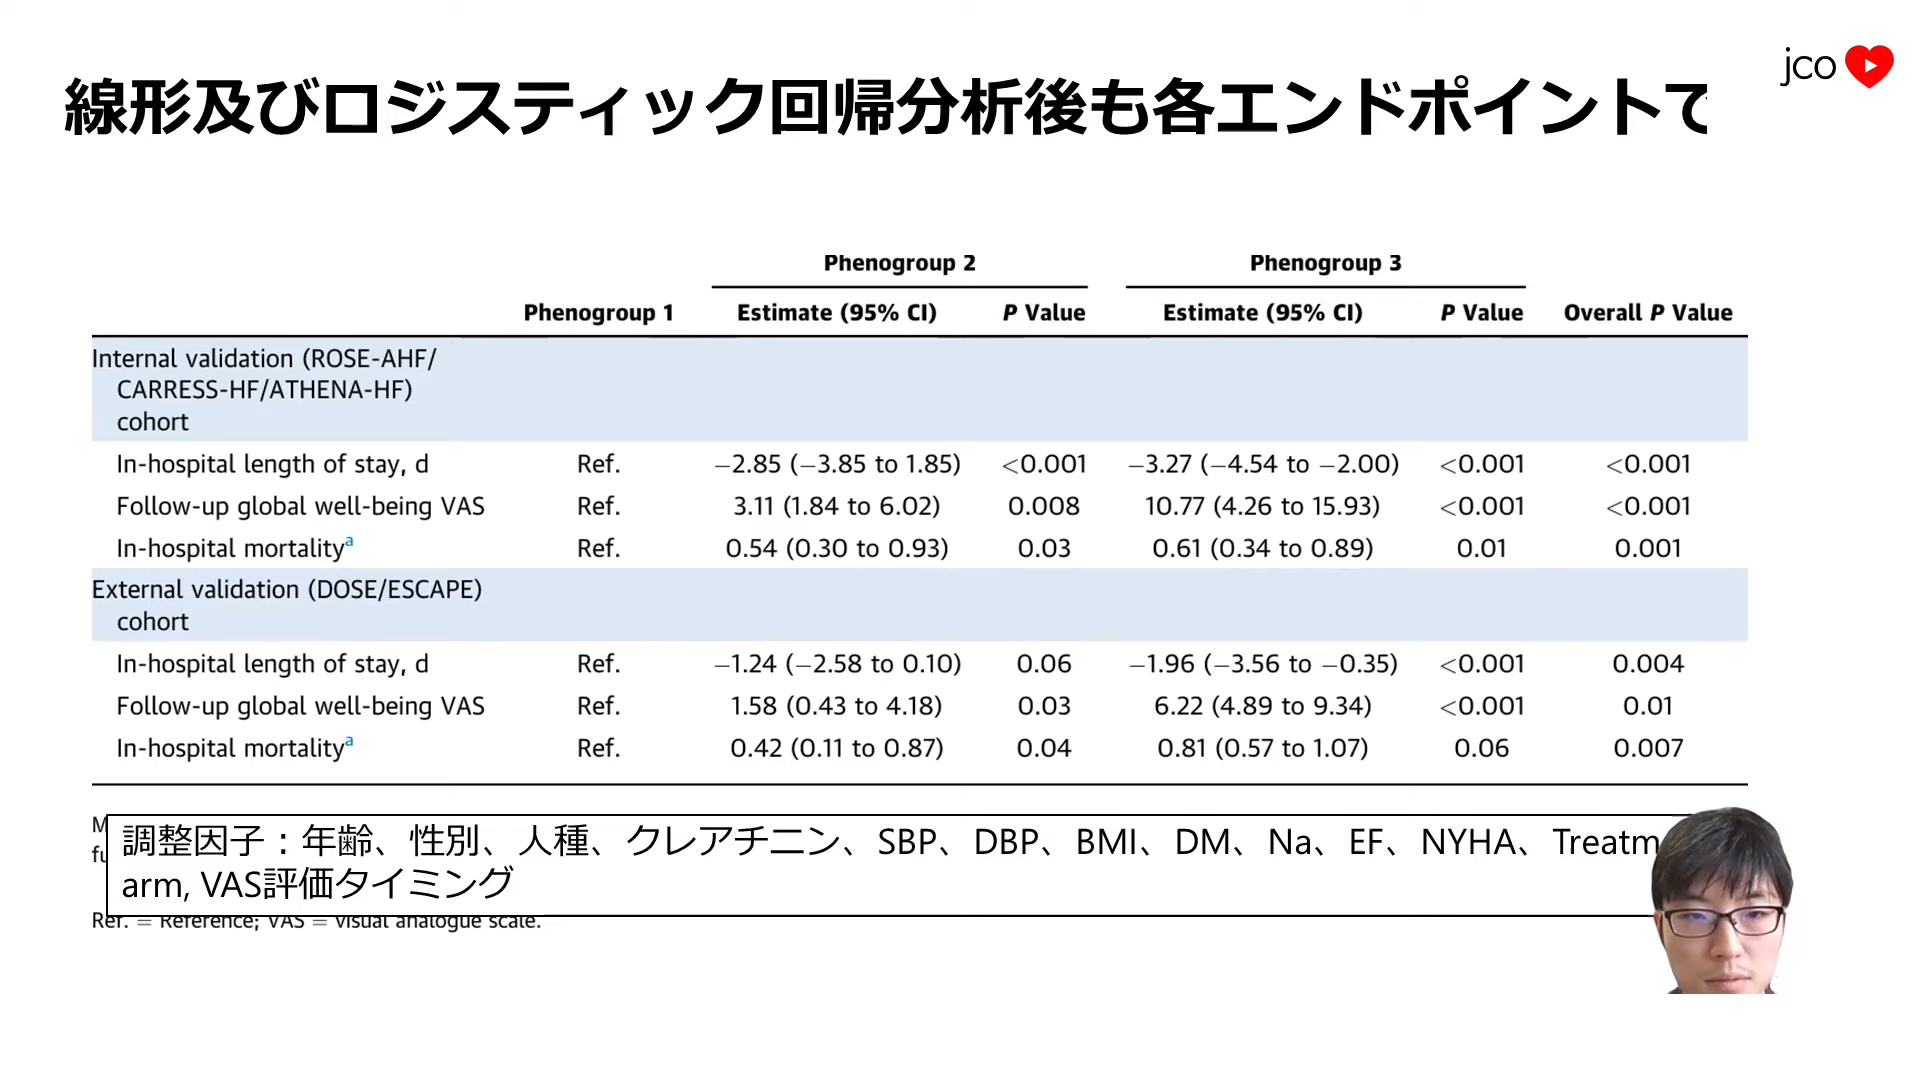 jco
線形及びロジスティック回帰分析後も各エンドポイントで
Phenogroup 2 Phenogroup 3
Phenogroup 1 Estimate (95% CI) P Value Estimate (95% CI) P Value Overall P Value
Internal validation (ROSE-AHF/
CARRESS-HF/ATHENA-HF)
cohort
In-hospital length of stay, d Ref. −2.85 (−3.85 to 1.85) <0.001 −3.27 (−4.54 to −2.00) <0.001 <0.001
Follow-up global well-being VAS Ref. 3.11 (1.84 to 6.02) 0.008 10.77 (4.26 to 15.93) <0.001 <0.001
In-hospital mortalityᵃ Ref. 0.54 (0.30 to 0.93) 0.03 0.61 (0.34 to 0.89) 0.01 0.001
External validation (DOSE/ESCAPE)
cohort
In-hospital length of stay, d Ref. −1.24 (−2.58 to 0.10) 0.06 −1.96 (−3.56 to −0.35) <0.001 0.004
Follow-up global well-being VAS Ref. 1.58 (0.43 to 4.18) 0.03 6.22 (4.89 to 9.34) <0.001 0.01
In-hospital mortalityᵃ Ref. 0.42 (0.11 to 0.87) 0.04 0.81 (0.57 to 1.07) 0.06 0.007
調整因子：年齢、性別、人種、クレアチニン、SBP、DBP、BMI、DM、Na、EF、NYHA、Treatm
arm, VAS評価タイミング
Ref. = Reference; VAS = visual analogue scale.